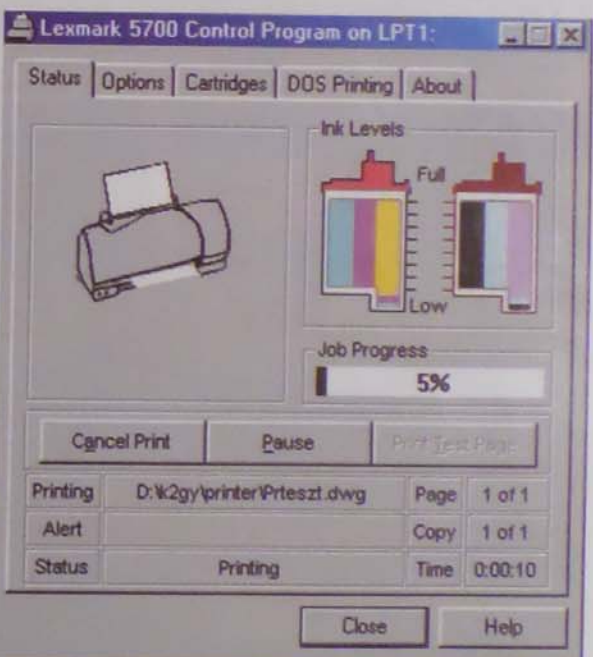 Lexmark 5700 Control Program on LPT1:
Status Options Cartridges DOS Printing About
Ink Levels
Full
Low
Job Progress
5%
Cancel Print Pause Print Test Page
Printing D:\k2gy\printer\Prteszt.dwg Page 1 of 1
Alert Copy 1 of 1
Status Printing Time 0:00:10
Close Help